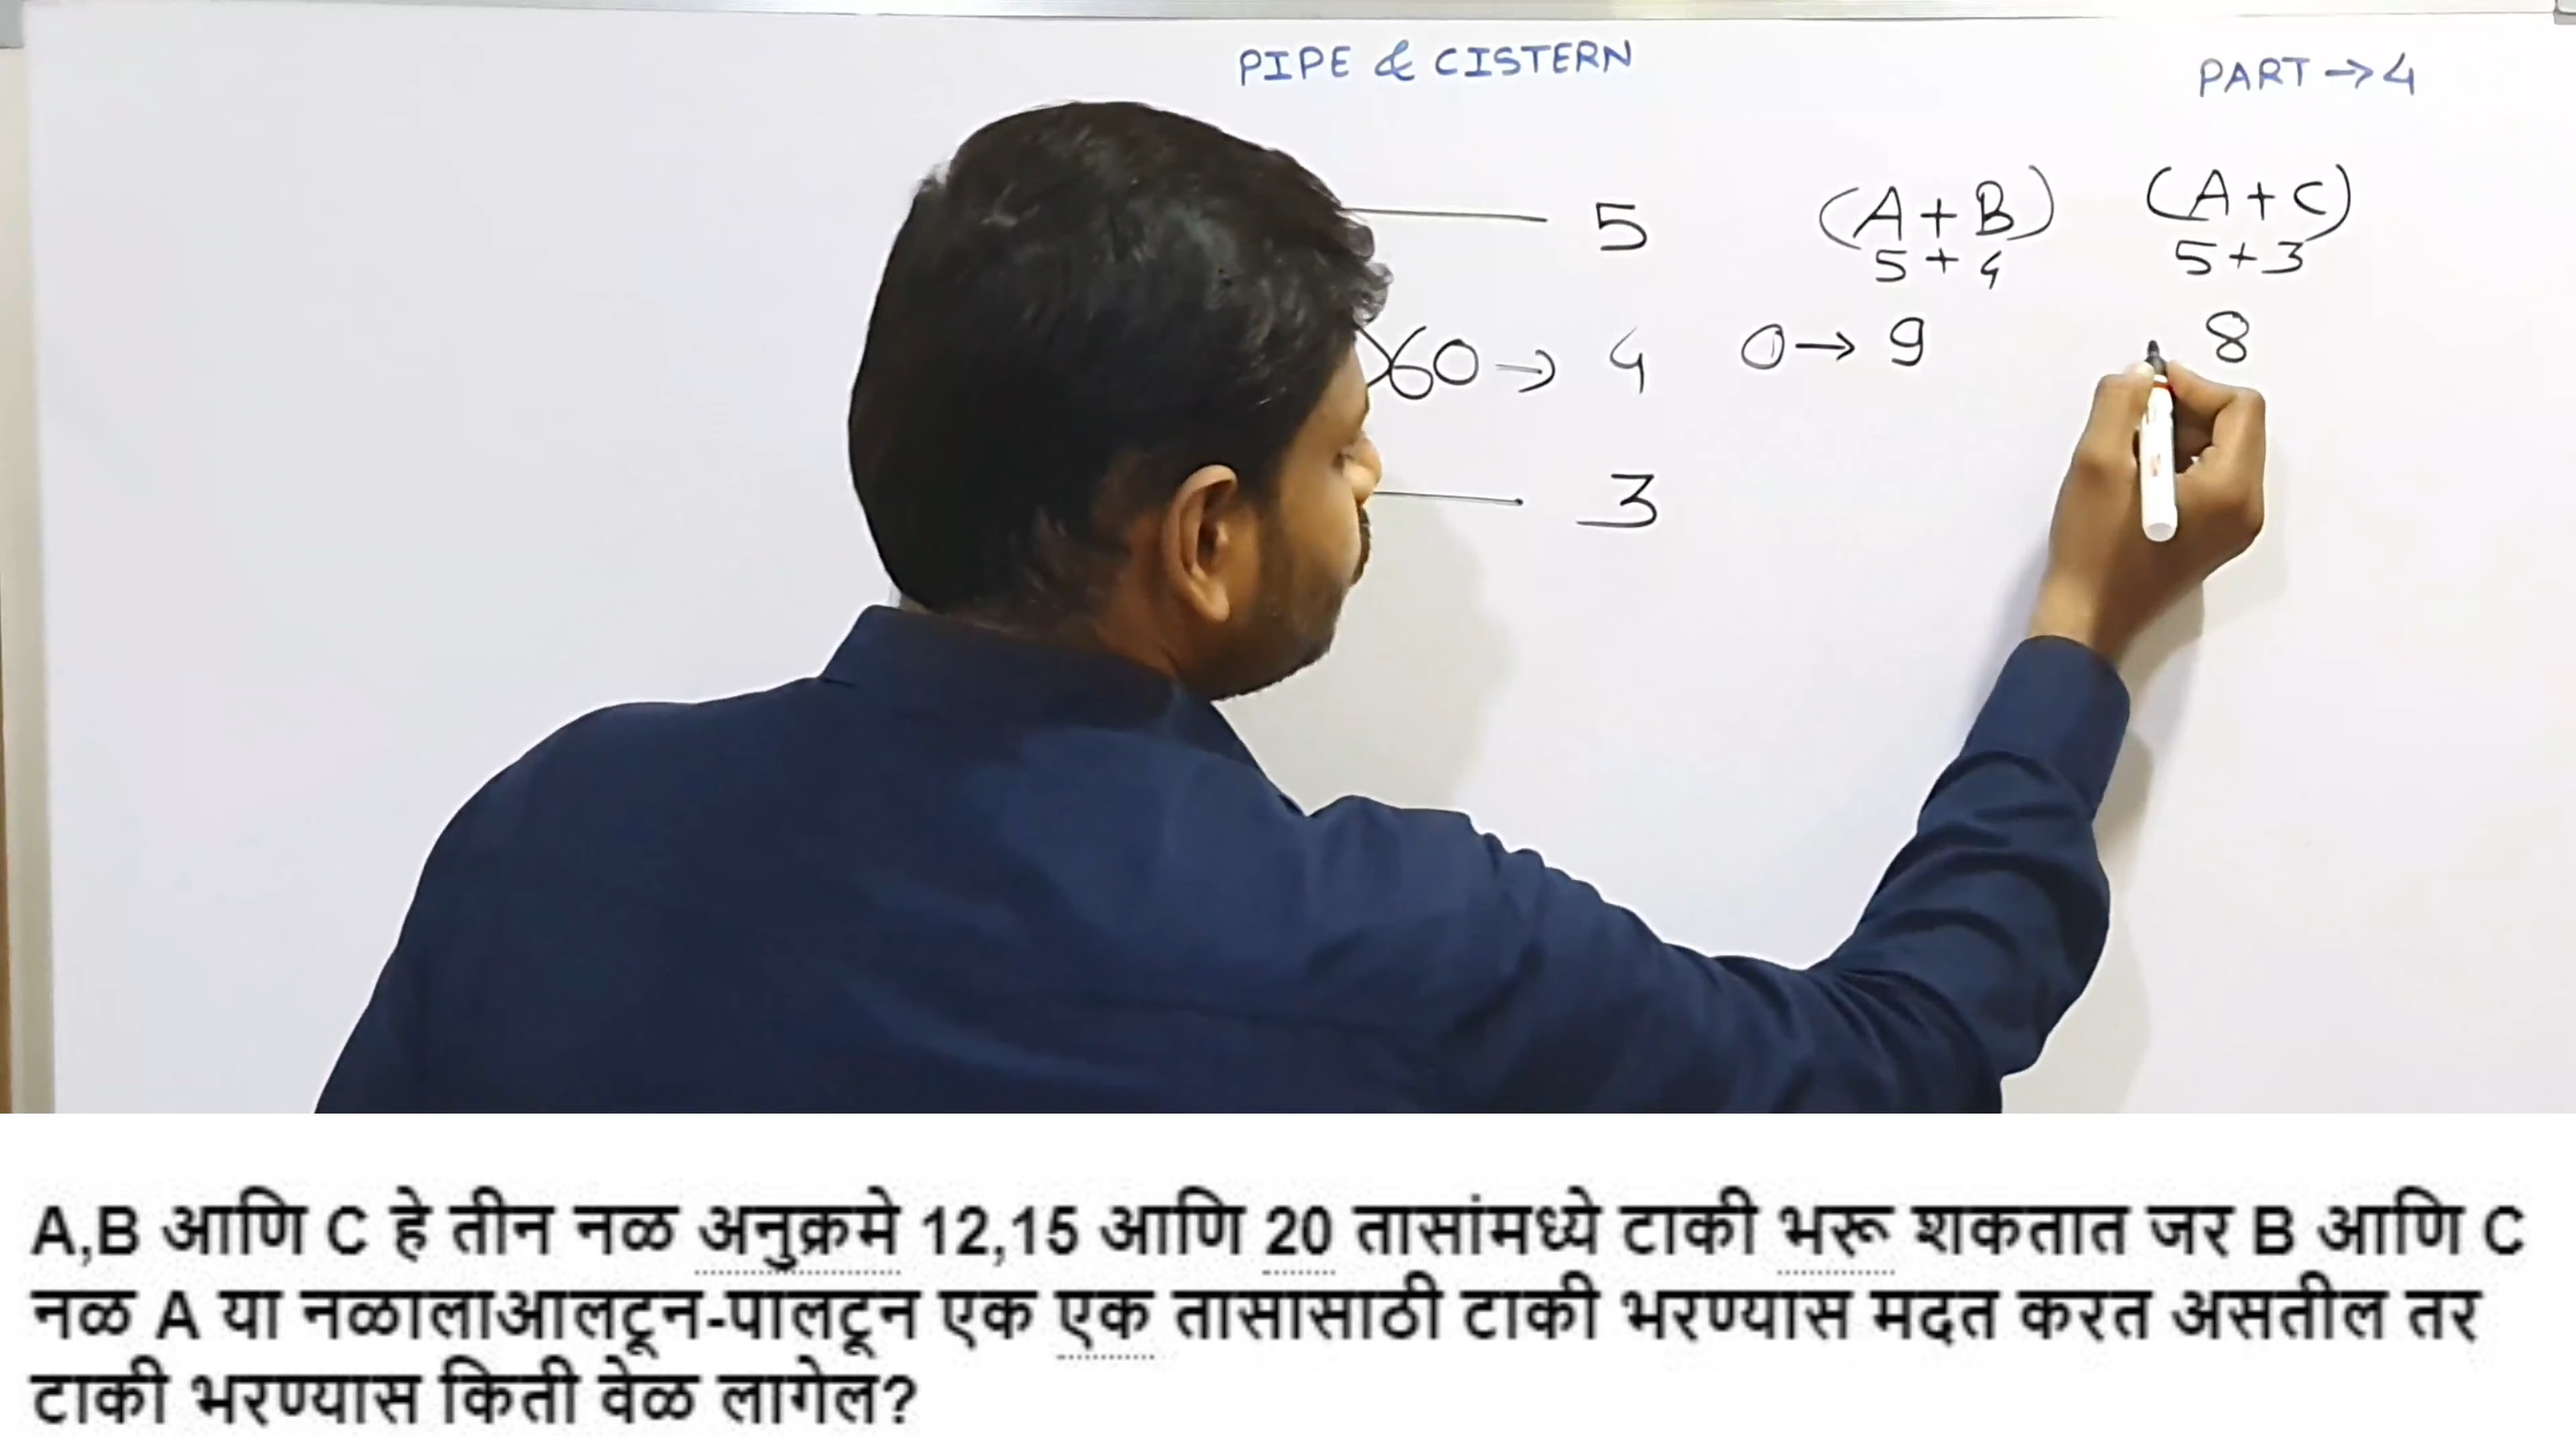 PIPE & CISTERN
PART → 4
5
(A + B)
(A + C)
5 + 4
5 + 3
60 → 4
0 → 9
8
3
A,B आणि C हे तीन नळ अनुक्रमे 12,15 आणि 20 तासांमध्ये टाकी भरू शकतात जर B आणि C
नळ A या नळालाआलटून-पालटून एक एक तासासाठी टाकी भरण्यास मदत करत असतील तर
टाकी भरण्यास किती वेळ लागेल?